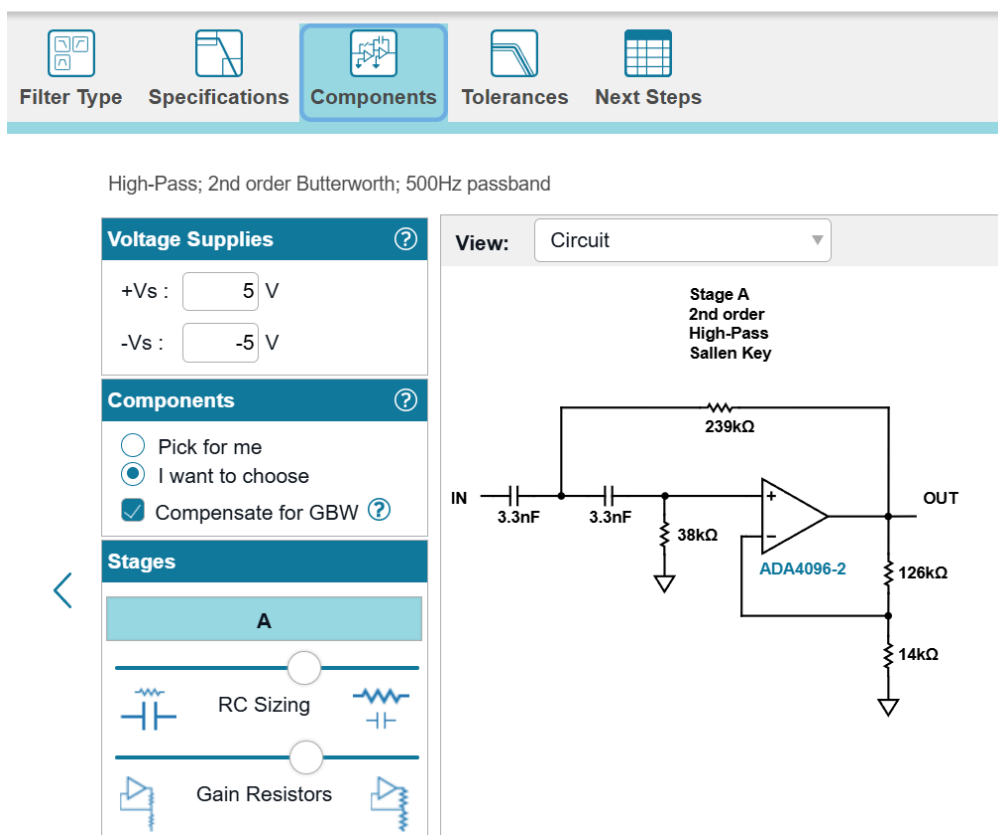 Filter Type Specifications Components Tolerances Next Steps
High-Pass; 2nd order Butterworth; 500Hz passband
Voltage Supplies ?
+Vs : 5 V
-Vs : -5 V
Components ?
Pick for me
I want to choose
Compensate for GBW ?
Stages
A
RC Sizing
Gain Resistors
View: Circuit
Stage A
2nd order
High-Pass
Sallen Key
239kΩ
IN
3.3nF
3.3nF
38kΩ
+
-
ADA4096-2
OUT
126kΩ
14kΩ